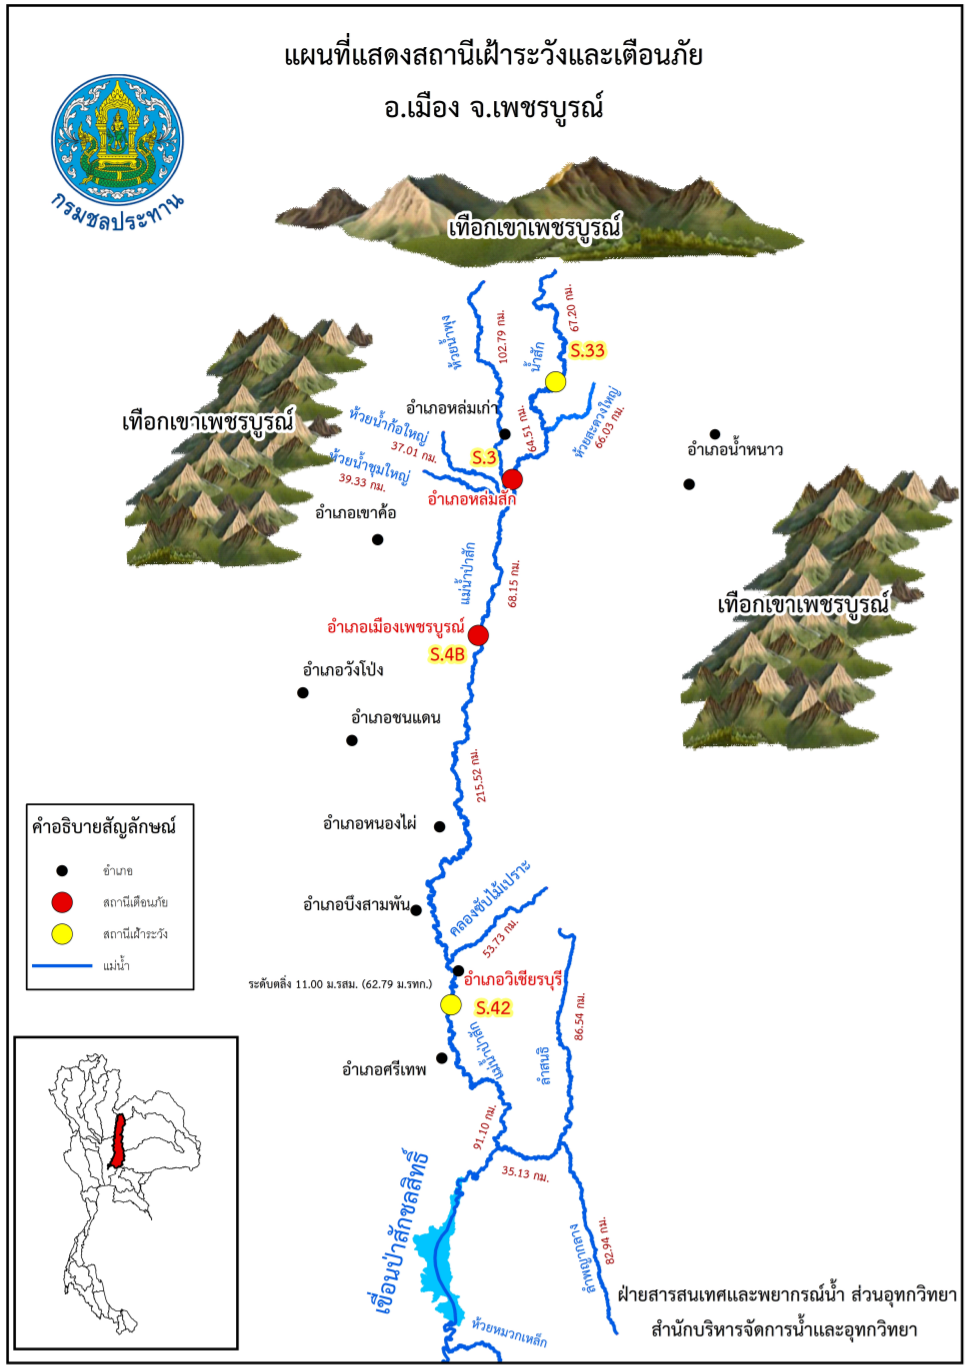 แผนที่แสดงสถานีเฝ้าระวังและเตือนภัย
อ.เมือง จ.เพชรบูรณ์
กรมชลประทาน
เทือกเขาเพชรบูรณ์
ห้วยน้ำพุง
102.79 กม.
67.20 กม.
น้ำสัก
S.33
เทือกเขาเพชรบูรณ์
อำเภอหล่มเก่า
ห้วยน้ำก้อใหญ่
37.01 กม.
64.51 กม.
ห้วยสะดวงใหญ่
66.03 กม.
อำเภอน้ำหนาว
S.3
ห้วยน้ำชุมใหญ่
39.33 กม.
อำเภอหล่มสัก
อำเภอเขาค้อ
แม่น้ำป่าสัก
68.15 กม.
เทือกเขาเพชรบูรณ์
อำเภอเมืองเพชรบูรณ์
S.4B
อำเภอวังโป่ง
อำเภอชนแดน
215.52 กม.
อำเภอหนองไผ่
คำอธิบายสัญลักษณ์
อำเภอ
สถานีเตือนภัย
สถานีเฝ้าระวัง
แม่น้ำ
อำเภอบึงสามพัน
คลองซับไม้เปราะ
53.73 กม.
ระดับตลิ่ง 11.00 ม.รสม. (62.79 ม.รทก.)
อำเภอวิเชียรบุรี
S.42
86.54 กม.
แม่น้ำป่าสัก
ลำสนธิ
อำเภอศรีเทพ
91.10 กม.
35.13 กม.
เขื่อนป่าสักชลสิทธิ์
ลำพญากลาง
82.94 กม.
ห้วยหมวกเหล็ก
ฝ่ายสารสนเทศและพยากรณ์น้ำ ส่วนอุทกวิทยา
สำนักบริหารจัดการน้ำและอุทกวิทยา